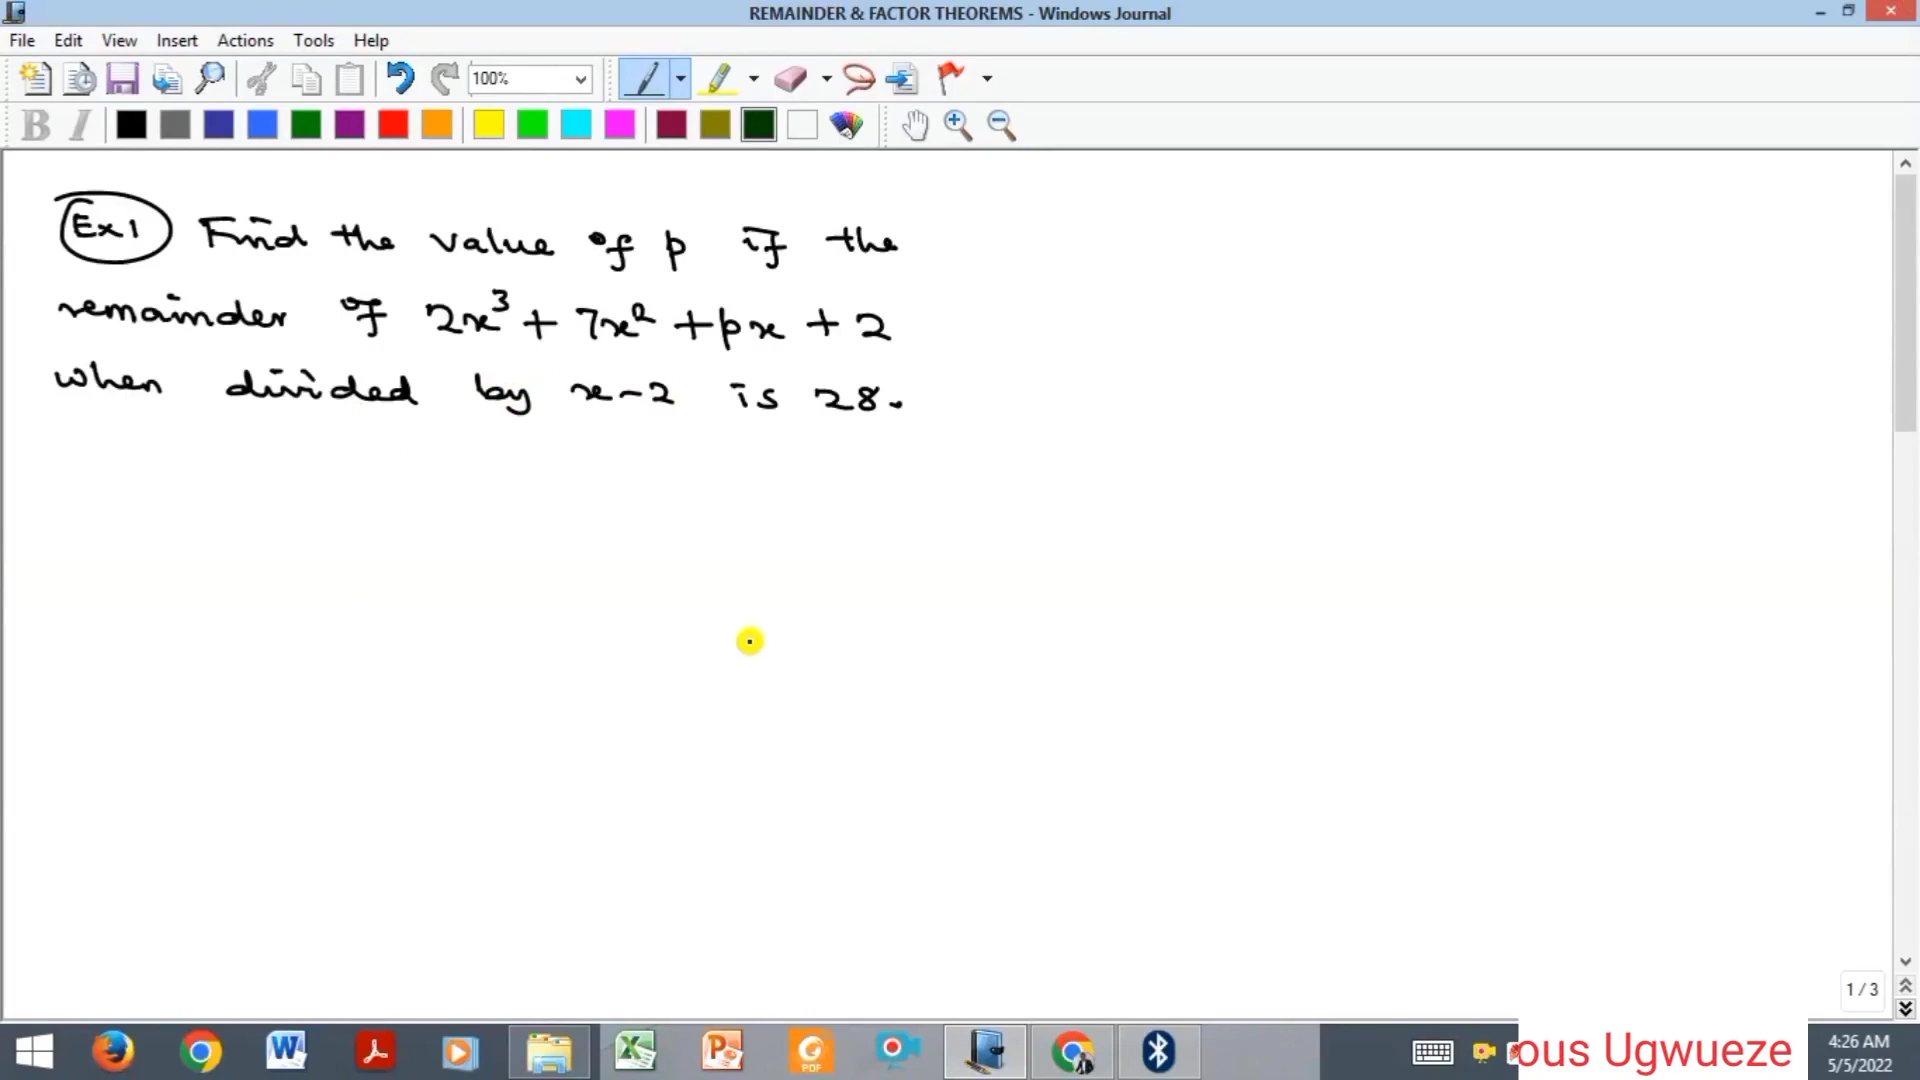 REMAINDER & FACTOR THEOREMS - Windows Journal
File Edit View Insert Actions Tools Help
100%
B I
Ex1 Find the value of p if the
remainder of 2x³ + 7x² + px + 2
when divided by x-2 is 28.
1 / 3
ous Ugwueze
4:26 AM
5/5/2022